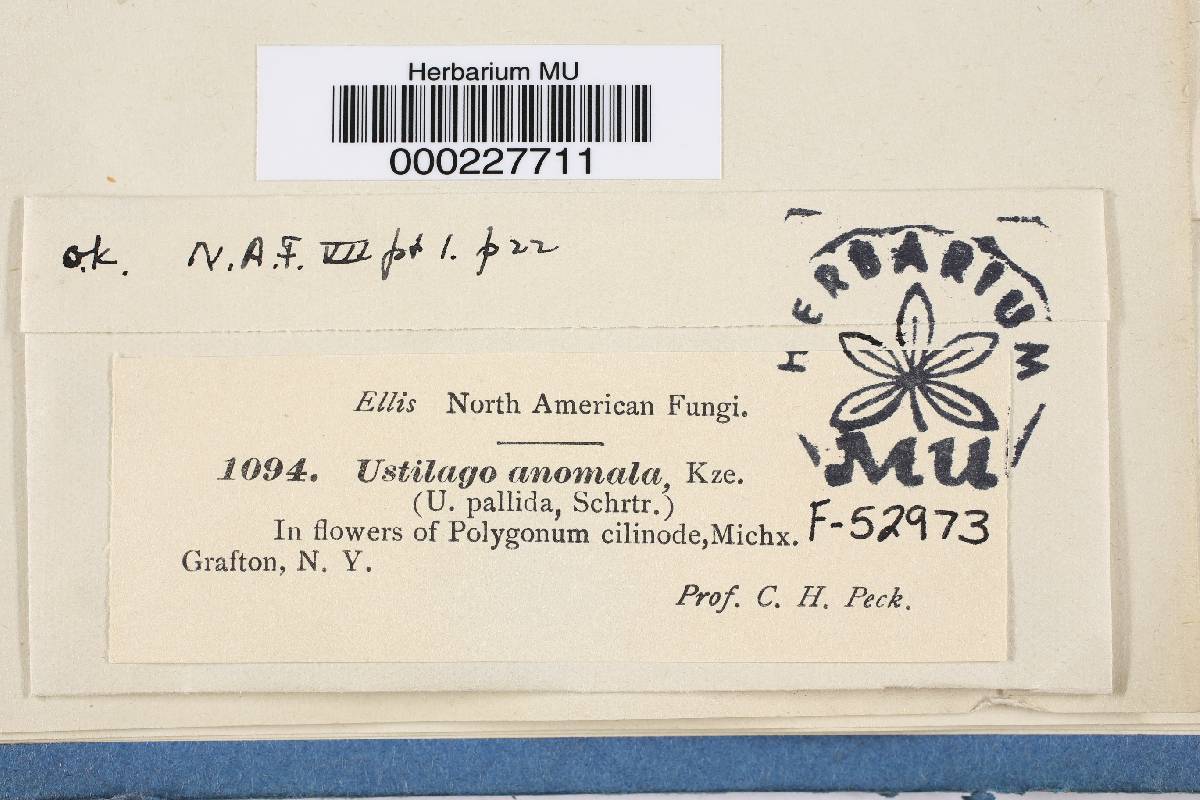 Herbarium MU
000227711
o.k. N.A.F. VII pt 1. p 22
HERBARIUM
MU
F-52973
Ellis North American Fungi.
1094. Ustilago anomala, Kze.
(U. pallida, Schrtr.)
In flowers of Polygonum cilinode,Michx.
Grafton, N. Y.
Prof. C. H. Peck.